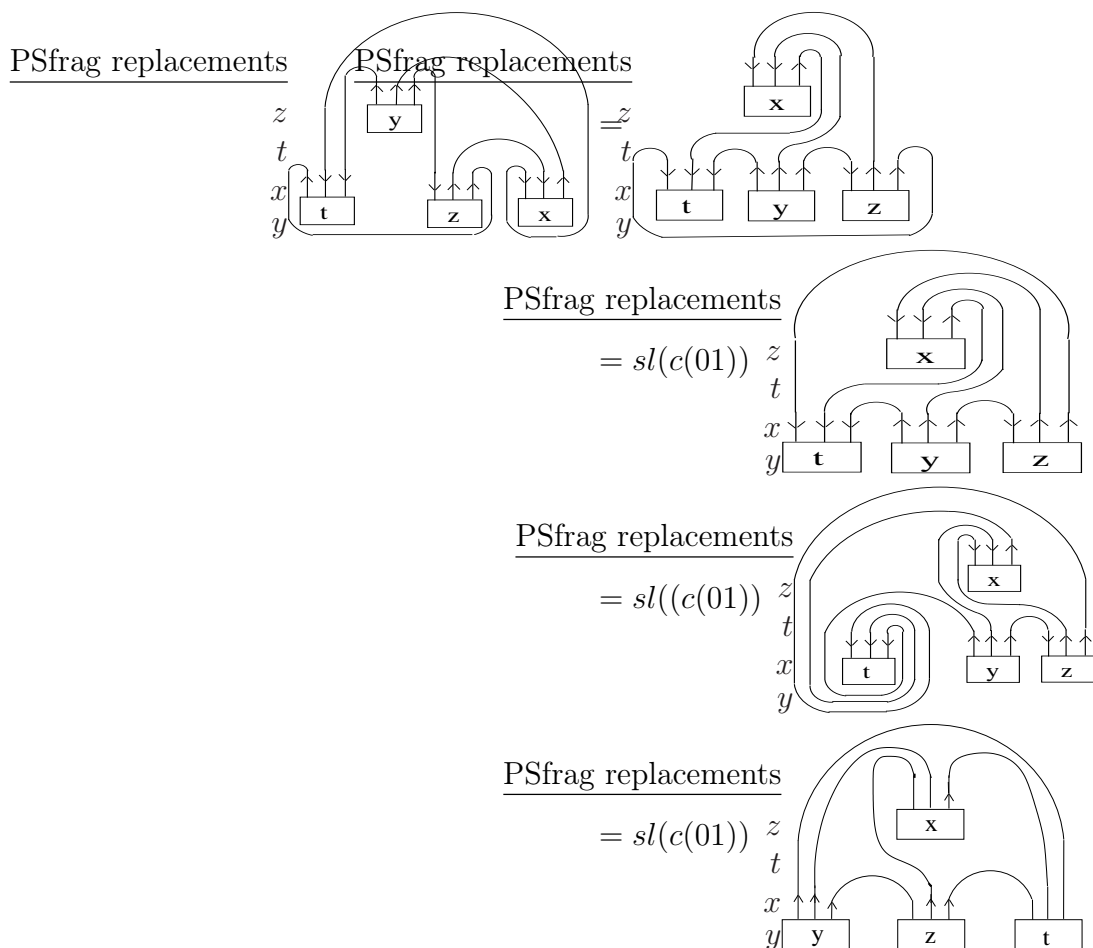 PSfrag replacements PSfrag replacements
z
t
x
y
y
t
z
x
=
z
t
x
y
x
t
y
z
PSfrag replacements
= sl(c(01))
z
t
x
y
x
t
y
z
PSfrag replacements
= sl((c(01))
z
t
x
y
x
t
y
z
PSfrag replacements
= sl(c(01))
z
t
x
y
x
y
z
t